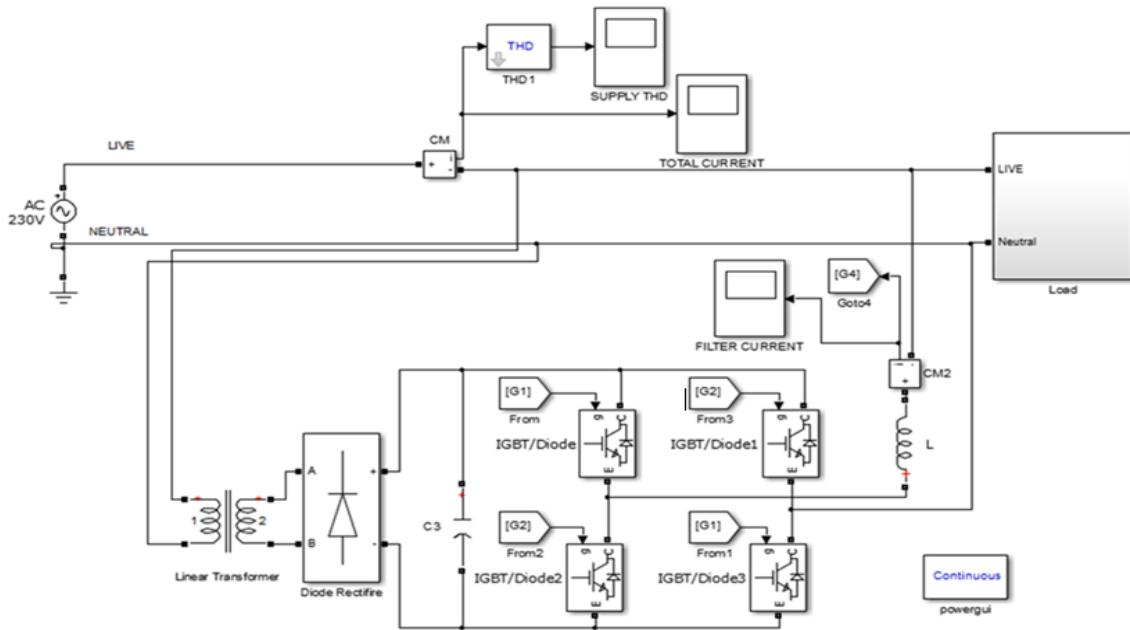 THD
THD1
SUPPLY THD
TOTAL CURRENT
LIVE
CM
+
i
-
AC
230V
NEUTRAL
LIVE
Neutral
Load
[G4]
Goto4
FILTER CURRENT
CM2
+
L
[G1]
From
g
C
E
IGBT/Diode
[G2]
From3
g
C
E
IGBT/Diode1
1
2
Linear Transformer
A
B
+
-
Diode Rectifire
C3
[G2]
From2
g
C
E
IGBT/Diode2
[G1]
From1
g
C
E
IGBT/Diode3
Continuous
powergui